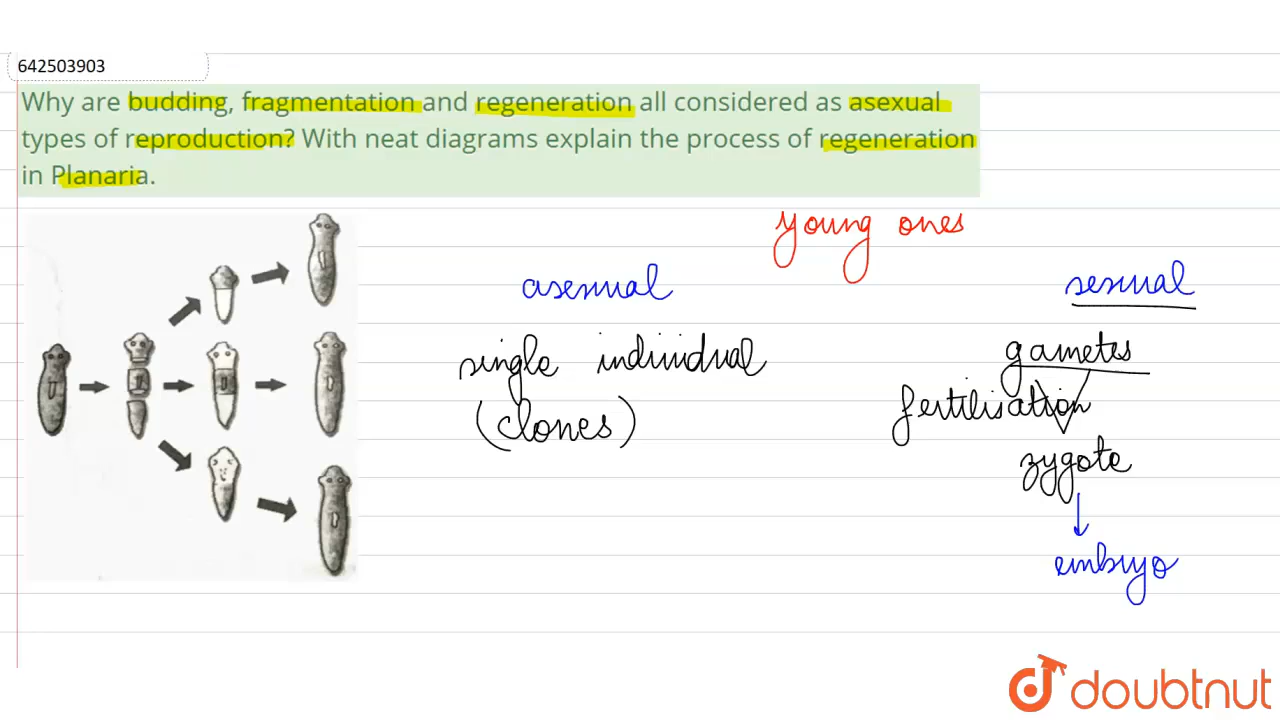 642503903
Why are budding, fragmentation and regeneration all considered as asexual
types of reproduction? With neat diagrams explain the process of regeneration
in Planaria.
young ones
asexual
sexual
single individual
gametes
(clones)
fertilisation
zygote
embryo
doubtnut